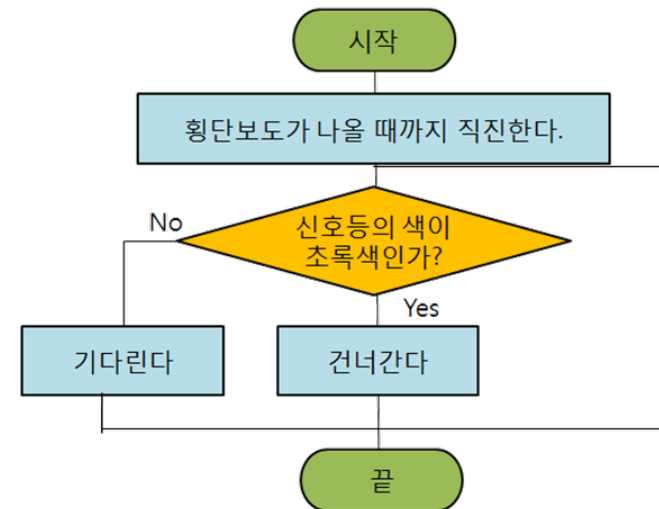 시작
횡단보도가 나올 때까지 직진한다.
신호등의 색이
초록색인가?
No
Yes
기다린다
건너간다
끝